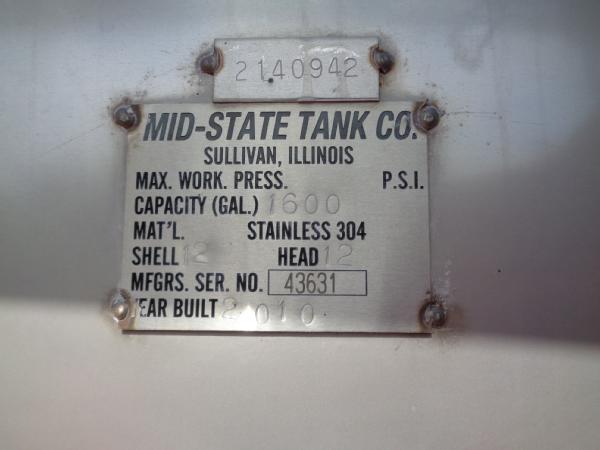 2140942
MID-STATE TANK CO.
SULLIVAN, ILLINOIS
MAX. WORK. PRESS. P.S.I.
CAPACITY (GAL.) 1600
MAT'L. STAINLESS 304
SHELL 12 HEAD 12
MFGRS. SER. NO. 43631
YEAR BUILT 2010